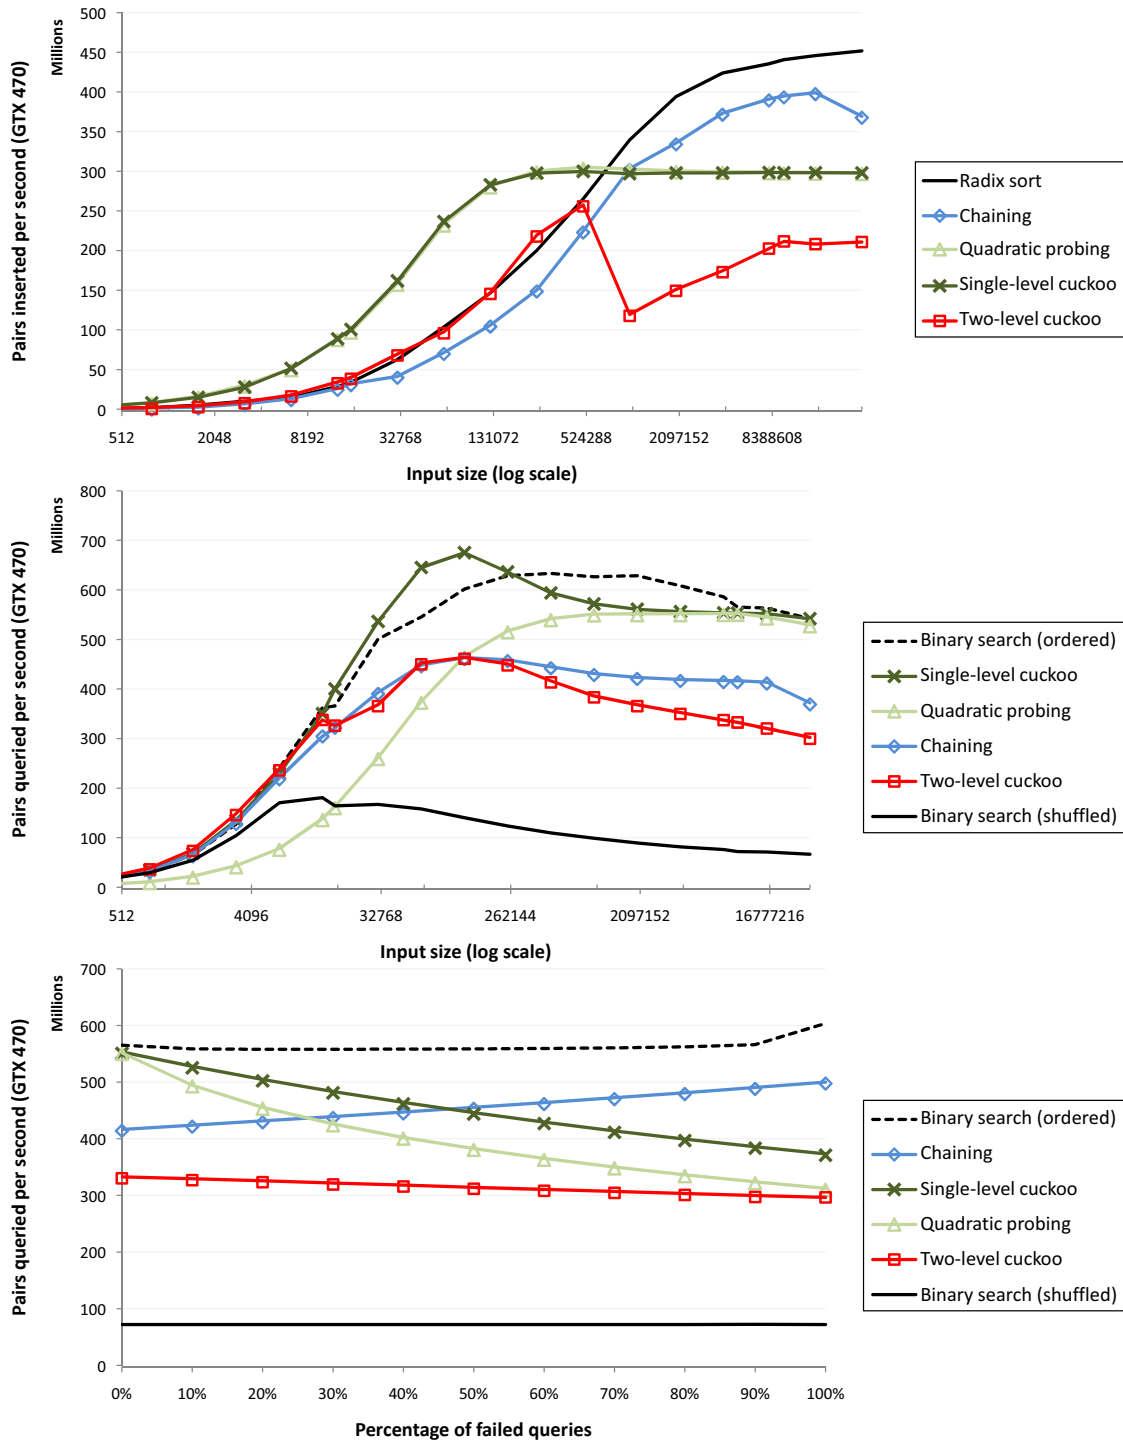 Pairs inserted per second (GTX 470)
Millions
500
450
400
350
300
250
200
150
100
50
0
512
2048
8192
32768
131072
524288
2097152
8388608
Input size (log scale)
Radix sort
Chaining
Quadratic probing
Single-level cuckoo
Two-level cuckoo
Pairs queried per second (GTX 470)
Millions
800
700
600
500
400
300
200
100
0
512
4096
32768
262144
2097152
16777216
Input size (log scale)
Binary search (ordered)
Single-level cuckoo
Quadratic probing
Chaining
Two-level cuckoo
Binary search (shuffled)
Pairs queried per second (GTX 470)
Millions
700
600
500
400
300
200
100
0
0%
10%
20%
30%
40%
50%
60%
70%
80%
90%
100%
Percentage of failed queries
Binary search (ordered)
Chaining
Single-level cuckoo
Quadratic probing
Two-level cuckoo
Binary search (shuffled)